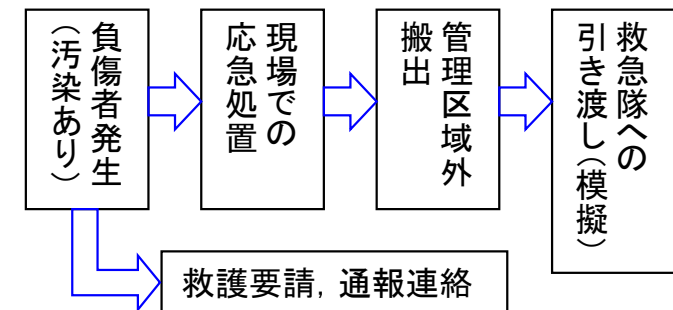 負傷者発生
（汚染あり）
現場での
応急処置
管理区域外
搬出
救急隊への
引き渡し（模擬）
救護要請，通報連絡